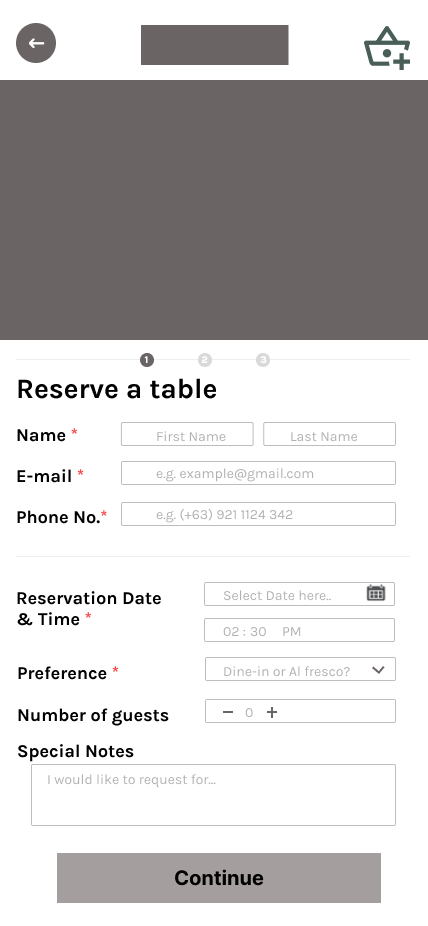 1 2 3
Reserve a table
Name * First Name Last Name
E-mail * e.g. example@gmail.com
Phone No.* e.g. (+63) 921 1124 342
Reservation Date Select Date here..
& Time * 02 : 30 PM
Preference * Dine-in or Al fresco?
Number of guests 0
Special Notes
I would like to request for...
Continue